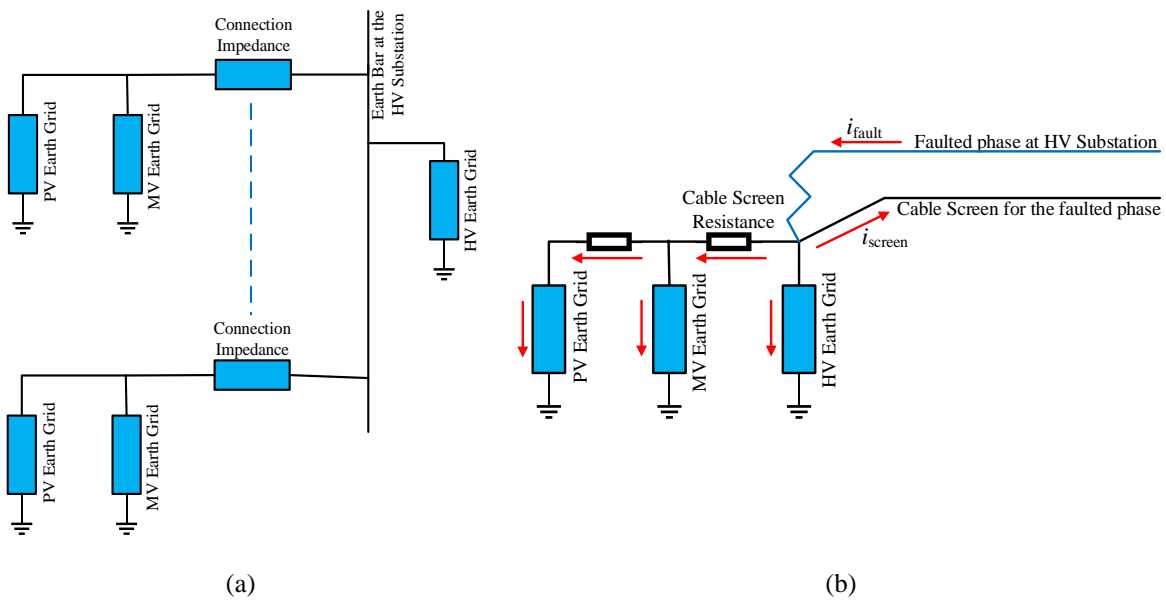 Connection
Impedance
Earth Bar at the
HV Substation
PV Earth Grid
MV Earth Grid
HV Earth Grid
Connection
Impedance
PV Earth Grid
MV Earth Grid
(a)
i_fault
Faulted phase at HV Substation
Cable Screen
Resistance
Cable Screen for the faulted phase
i_screen
PV Earth Grid
MV Earth Grid
HV Earth Grid
(b)